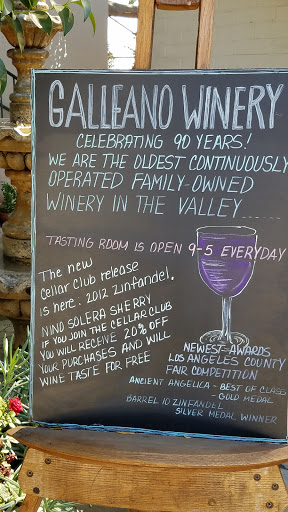 GALLEANO WINERY
CELEBRATING 90 YEARS!
WE ARE THE OLDEST CONTINUOUSLY
OPERATED FAMILY-OWNED
WINERY IN THE VALLEY......
TASTING ROOM IS OPEN 9-5 EVERYDAY
The new
cellar club release
is here. 2012 Zinfandel.
NINO SOLERA SHERRY
IF YOU JOIN THE CELLAR CLUB
YOU WILL RECEIVE 20% OFF
YOUR PURCHASES AND WILL
WINE TASTE FOR FREE
NEWEST AWARDS
LOS ANGELES COUNTY
FAIR COMPETITION
ANCIENT ANGELICA - BEST OF CLASS
- GOLD MEDAL
BARREL 10 ZINFANDEL
SILVER MEDAL WINNER